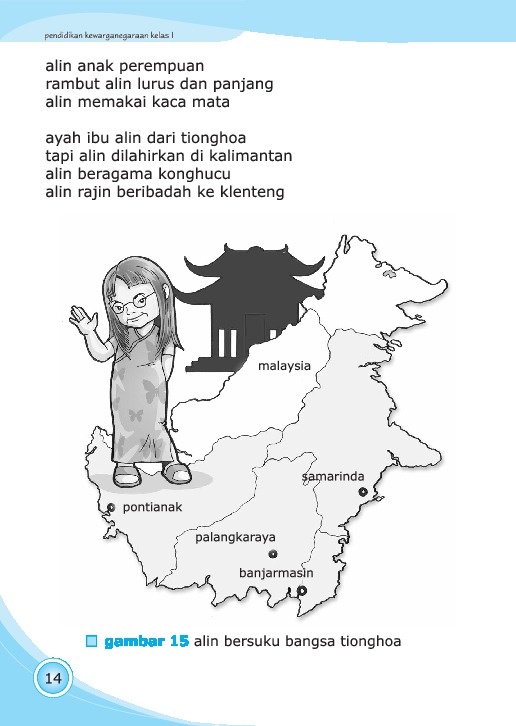 pendidikan kewarganegaraan kelas I
alin anak perempuan
rambut alin lurus dan panjang
alin memakai kaca mata
ayah ibu alin dari tionghoa
tapi alin dilahirkan di kalimantan
alin beragama konghucu
alin rajin beribadah ke klenteng
malaysia
samarinda
pontianak
palangkaraya
banjarmasin
gambar 15 alin bersuku bangsa tionghoa
14